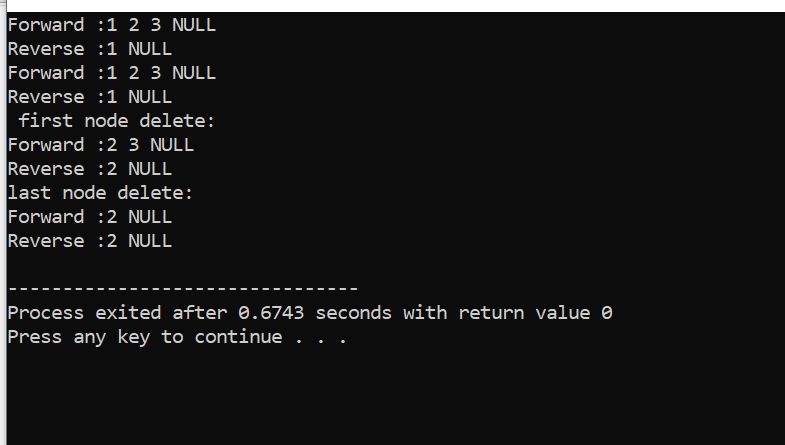 Forward :1 2 3 NULL
Reverse :1 NULL
Forward :1 2 3 NULL
Reverse :1 NULL
 first node delete:
Forward :2 3 NULL
Reverse :2 NULL
last node delete:
Forward :2 NULL
Reverse :2 NULL

--------------------------------
Process exited after 0.6743 seconds with return value 0
Press any key to continue . . .